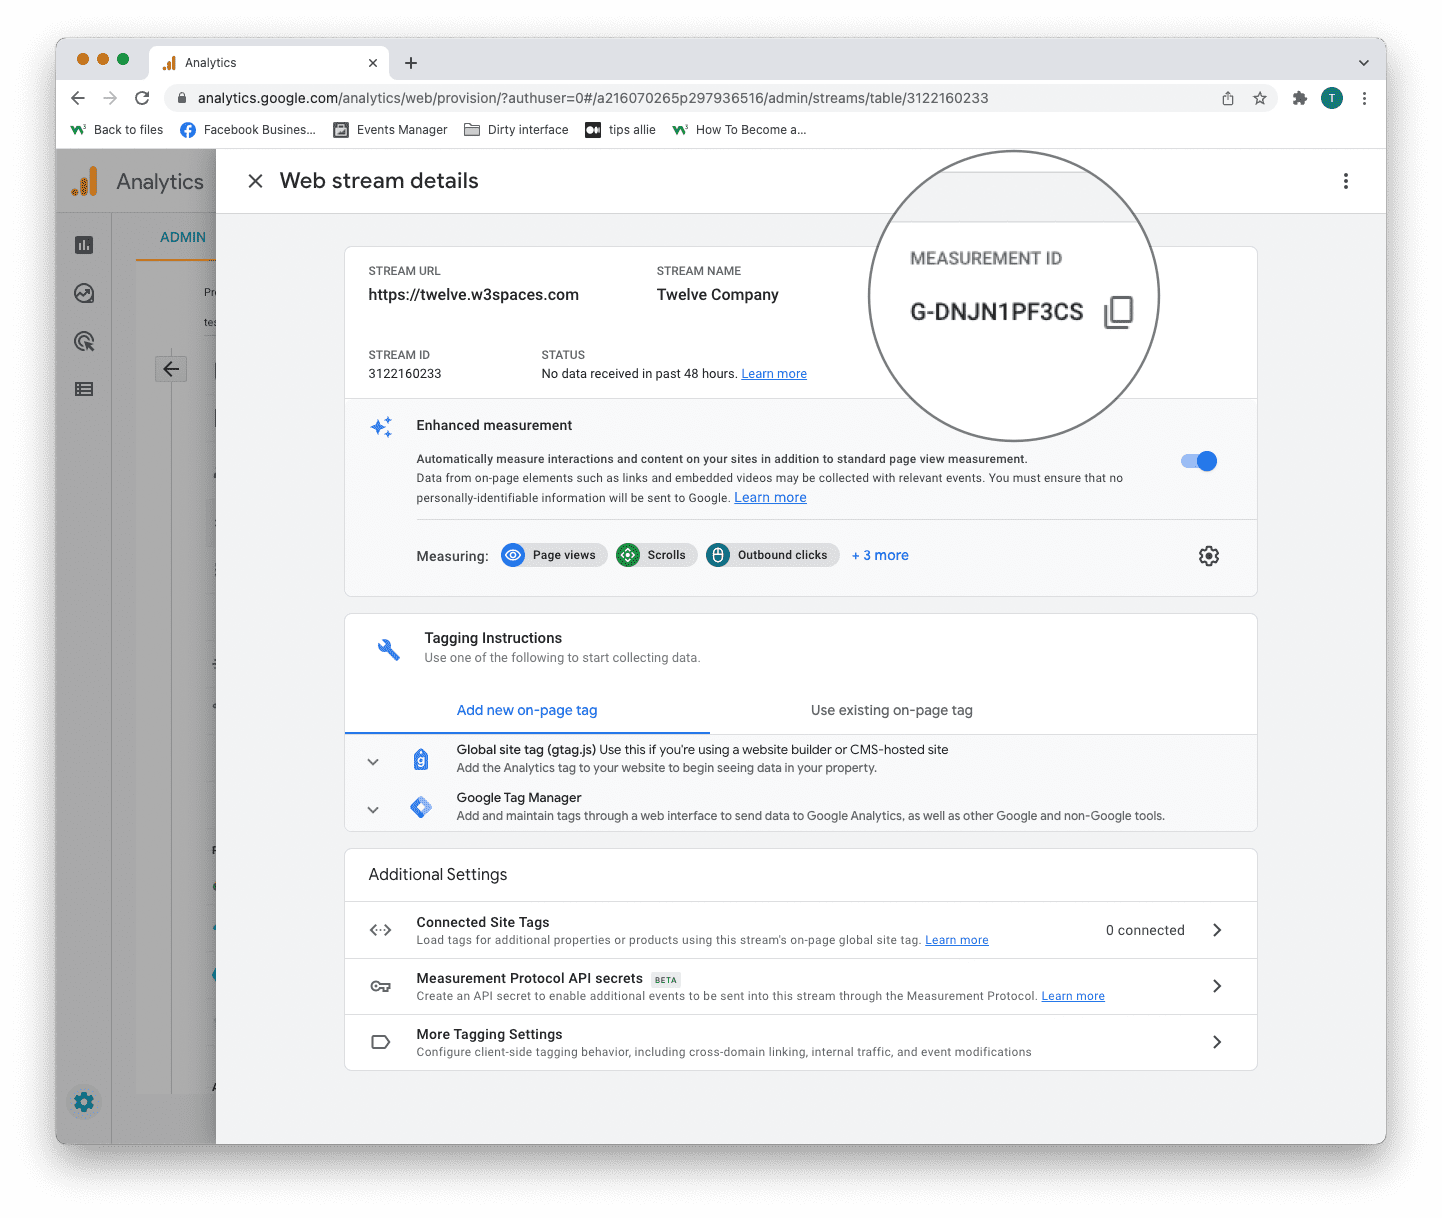 Analytics
analytics.google.com/analytics/web/provision/?authuser=0#/a216070265p297936516/admin/streams/table/3122160233
T
Back to files
Facebook Busines...
Events Manager
Dirty interface
tips allie
How To Become a...
Analytics
Web stream details
ADMIN
STREAM URL
https://twelve.w3spaces.com
STREAM NAME
Twelve Company
MEASUREMENT ID
G-DNJN1PF3CS
STREAM ID
3122160233
STATUS
No data received in past 48 hours. Learn more
Enhanced measurement
Automatically measure interactions and content on your sites in addition to standard page view measurement.
Data from on-page elements such as links and embedded videos may be collected with relevant events. You must ensure that no
personally-identifiable information will be sent to Google. Learn more
Measuring: Page views Scrolls Outbound clicks + 3 more
Tagging Instructions
Use one of the following to start collecting data.
Add new on-page tag
Use existing on-page tag
g
Global site tag (gtag.js) Use this if you're using a website builder or CMS-hosted site
Add the Analytics tag to your website to begin seeing data in your property.
Google Tag Manager
Add and maintain tags through a web interface to send data to Google Analytics, as well as other Google and non-Google tools.
Additional Settings
Connected Site Tags
Load tags for additional properties or products using this stream's on-page global site tag. Learn more
0 connected
Measurement Protocol API secrets BETA
Create an API secret to enable additional events to be sent into this stream through the Measurement Protocol. Learn more
More Tagging Settings
Configure client-side tagging behavior, including cross-domain linking, internal traffic, and event modifications